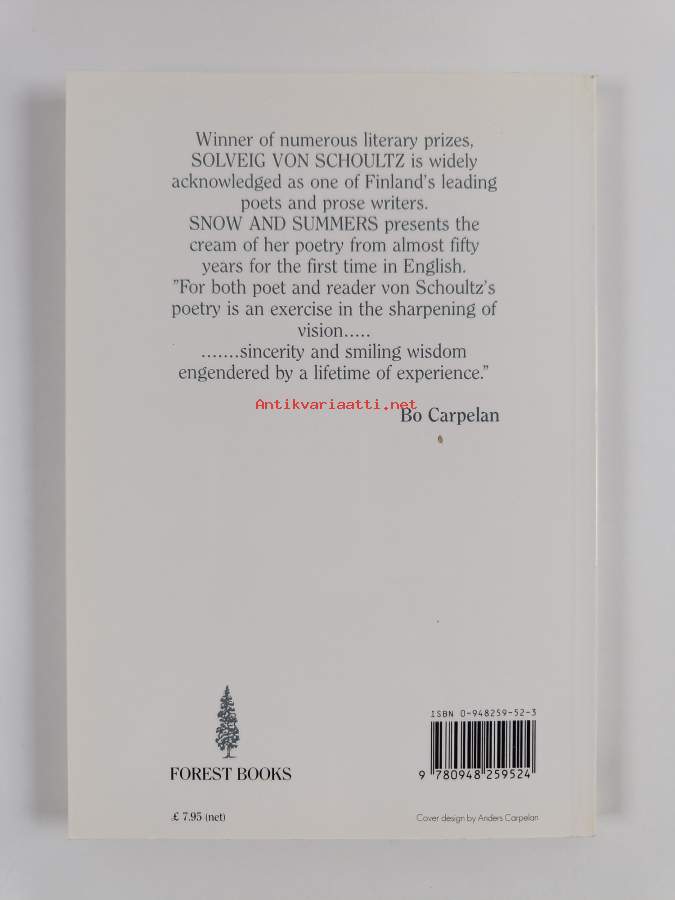 Winner of numerous literary prizes,
SOLVEIG VON SCHOULTZ is widely
acknowledged as one of Finland's leading
poets and prose writers.
SNOW AND SUMMERS presents the
cream of her poetry from almost fifty
years for the first time in English.
"For both poet and reader von Schoultz's
poetry is an exercise in the sharpening of
vision.....
.......sincerity and smiling wisdom
engendered by a lifetime of experience."
Antikvariaatti.net
Bo Carpelan
ISBN 0-948259-52-3
9 780948 259524
FOREST BOOKS
£ 7.95 (net)
Cover design by Anders Carpelan